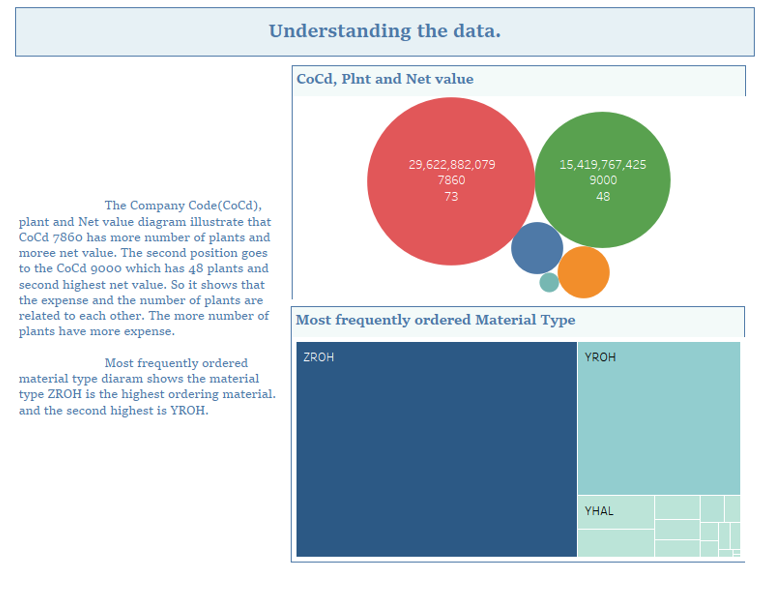 Understanding the data.
CoCd, Plnt and Net value
29,622,882,079
7860
73
15,419,767,425
9000
48
The Company Code(CoCd),
plant and Net value diagram illustrate that
CoCd 7860 has more number of plants and
moree net value. The second position goes
to the CoCd 9000 which has 48 plants and
second highest net value. So it shows that
the expense and the number of plants are
related to each other. The more number of
plants have more expense.
Most frequently ordered
material type diaram shows the material
type ZROH is the highest ordering material.
and the second highest is YROH.
Most frequently ordered Material Type
ZROH
YROH
YHAL